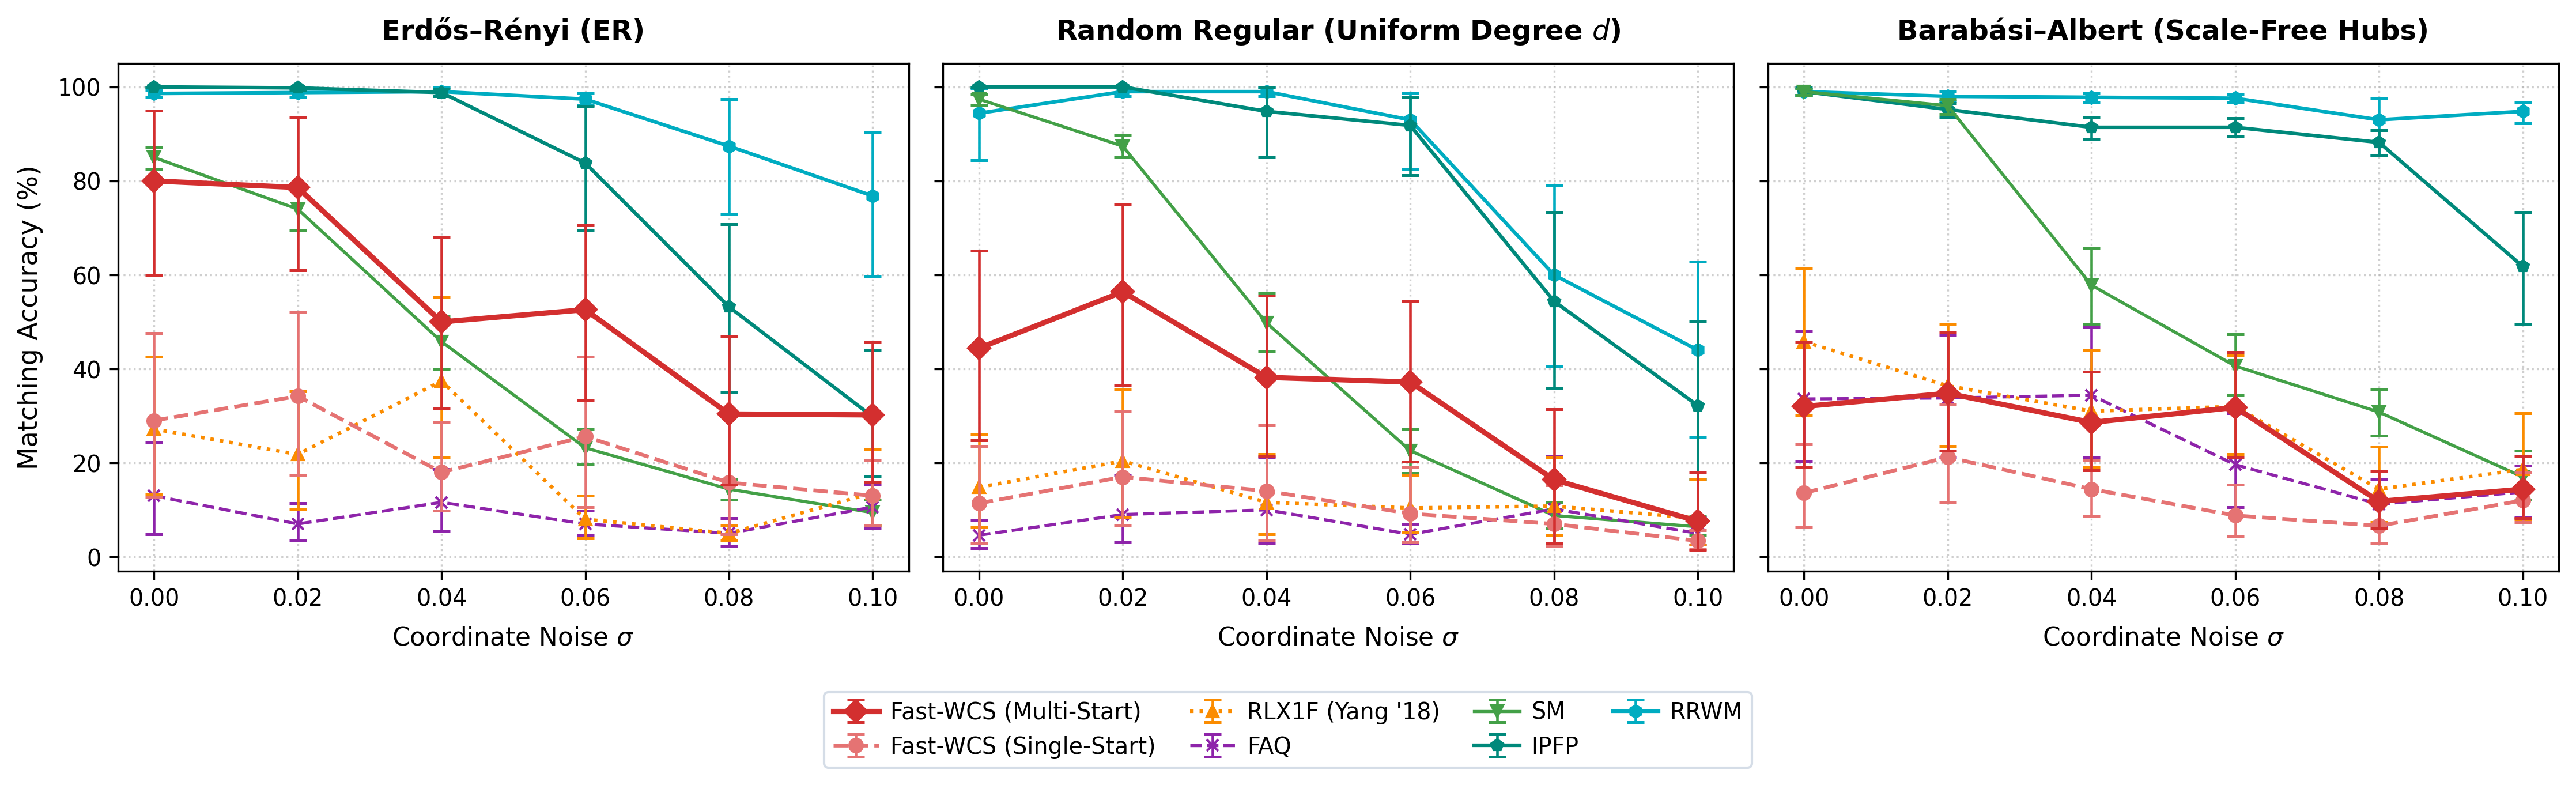 Erdős–Rényi (ER)
Random Regular (Uniform Degree d)
Barabási–Albert (Scale-Free Hubs)
Matching Accuracy (%)
100
80
60
40
20
0
0.00 0.02 0.04 0.06 0.08 0.10
0.00 0.02 0.04 0.06 0.08 0.10
0.00 0.02 0.04 0.06 0.08 0.10
Coordinate Noise σ
Coordinate Noise σ
Coordinate Noise σ
Fast-WCS (Multi-Start)
Fast-WCS (Single-Start)
RLX1F (Yang '18)
FAQ
SM
IPFP
RRWM